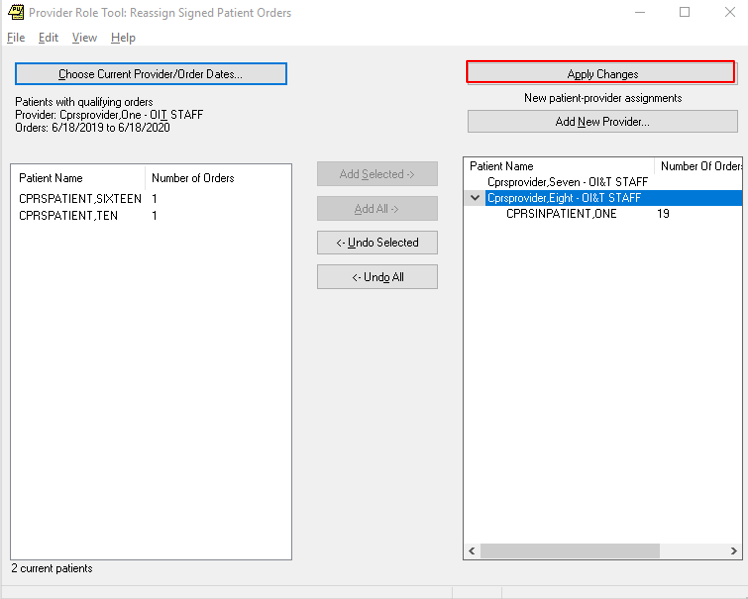 Provider Role Tool: Reassign Signed Patient Orders
File Edit View Help
Choose Current Provider/Order Dates...
Patients with qualifying orders
Provider: Cprsprovider,One - OIT STAFF
Orders: 6/18/2019 to 6/18/2020
Patient Name Number of Orders
CPRSPATIENT,SIXTEEN 1
CPRSPATIENT,TEN 1
2 current patients
Add Selected ->
Add All ->
<- Undo Selected
<- Undo All
Apply Changes
New patient-provider assignments
Add New Provider...
Patient Name Number Of Orders
Cprsprovider,Seven - OI&T STAFF
Cprsprovider,Eight - OI&T STAFF
CPRSINPATIENT,ONE 19